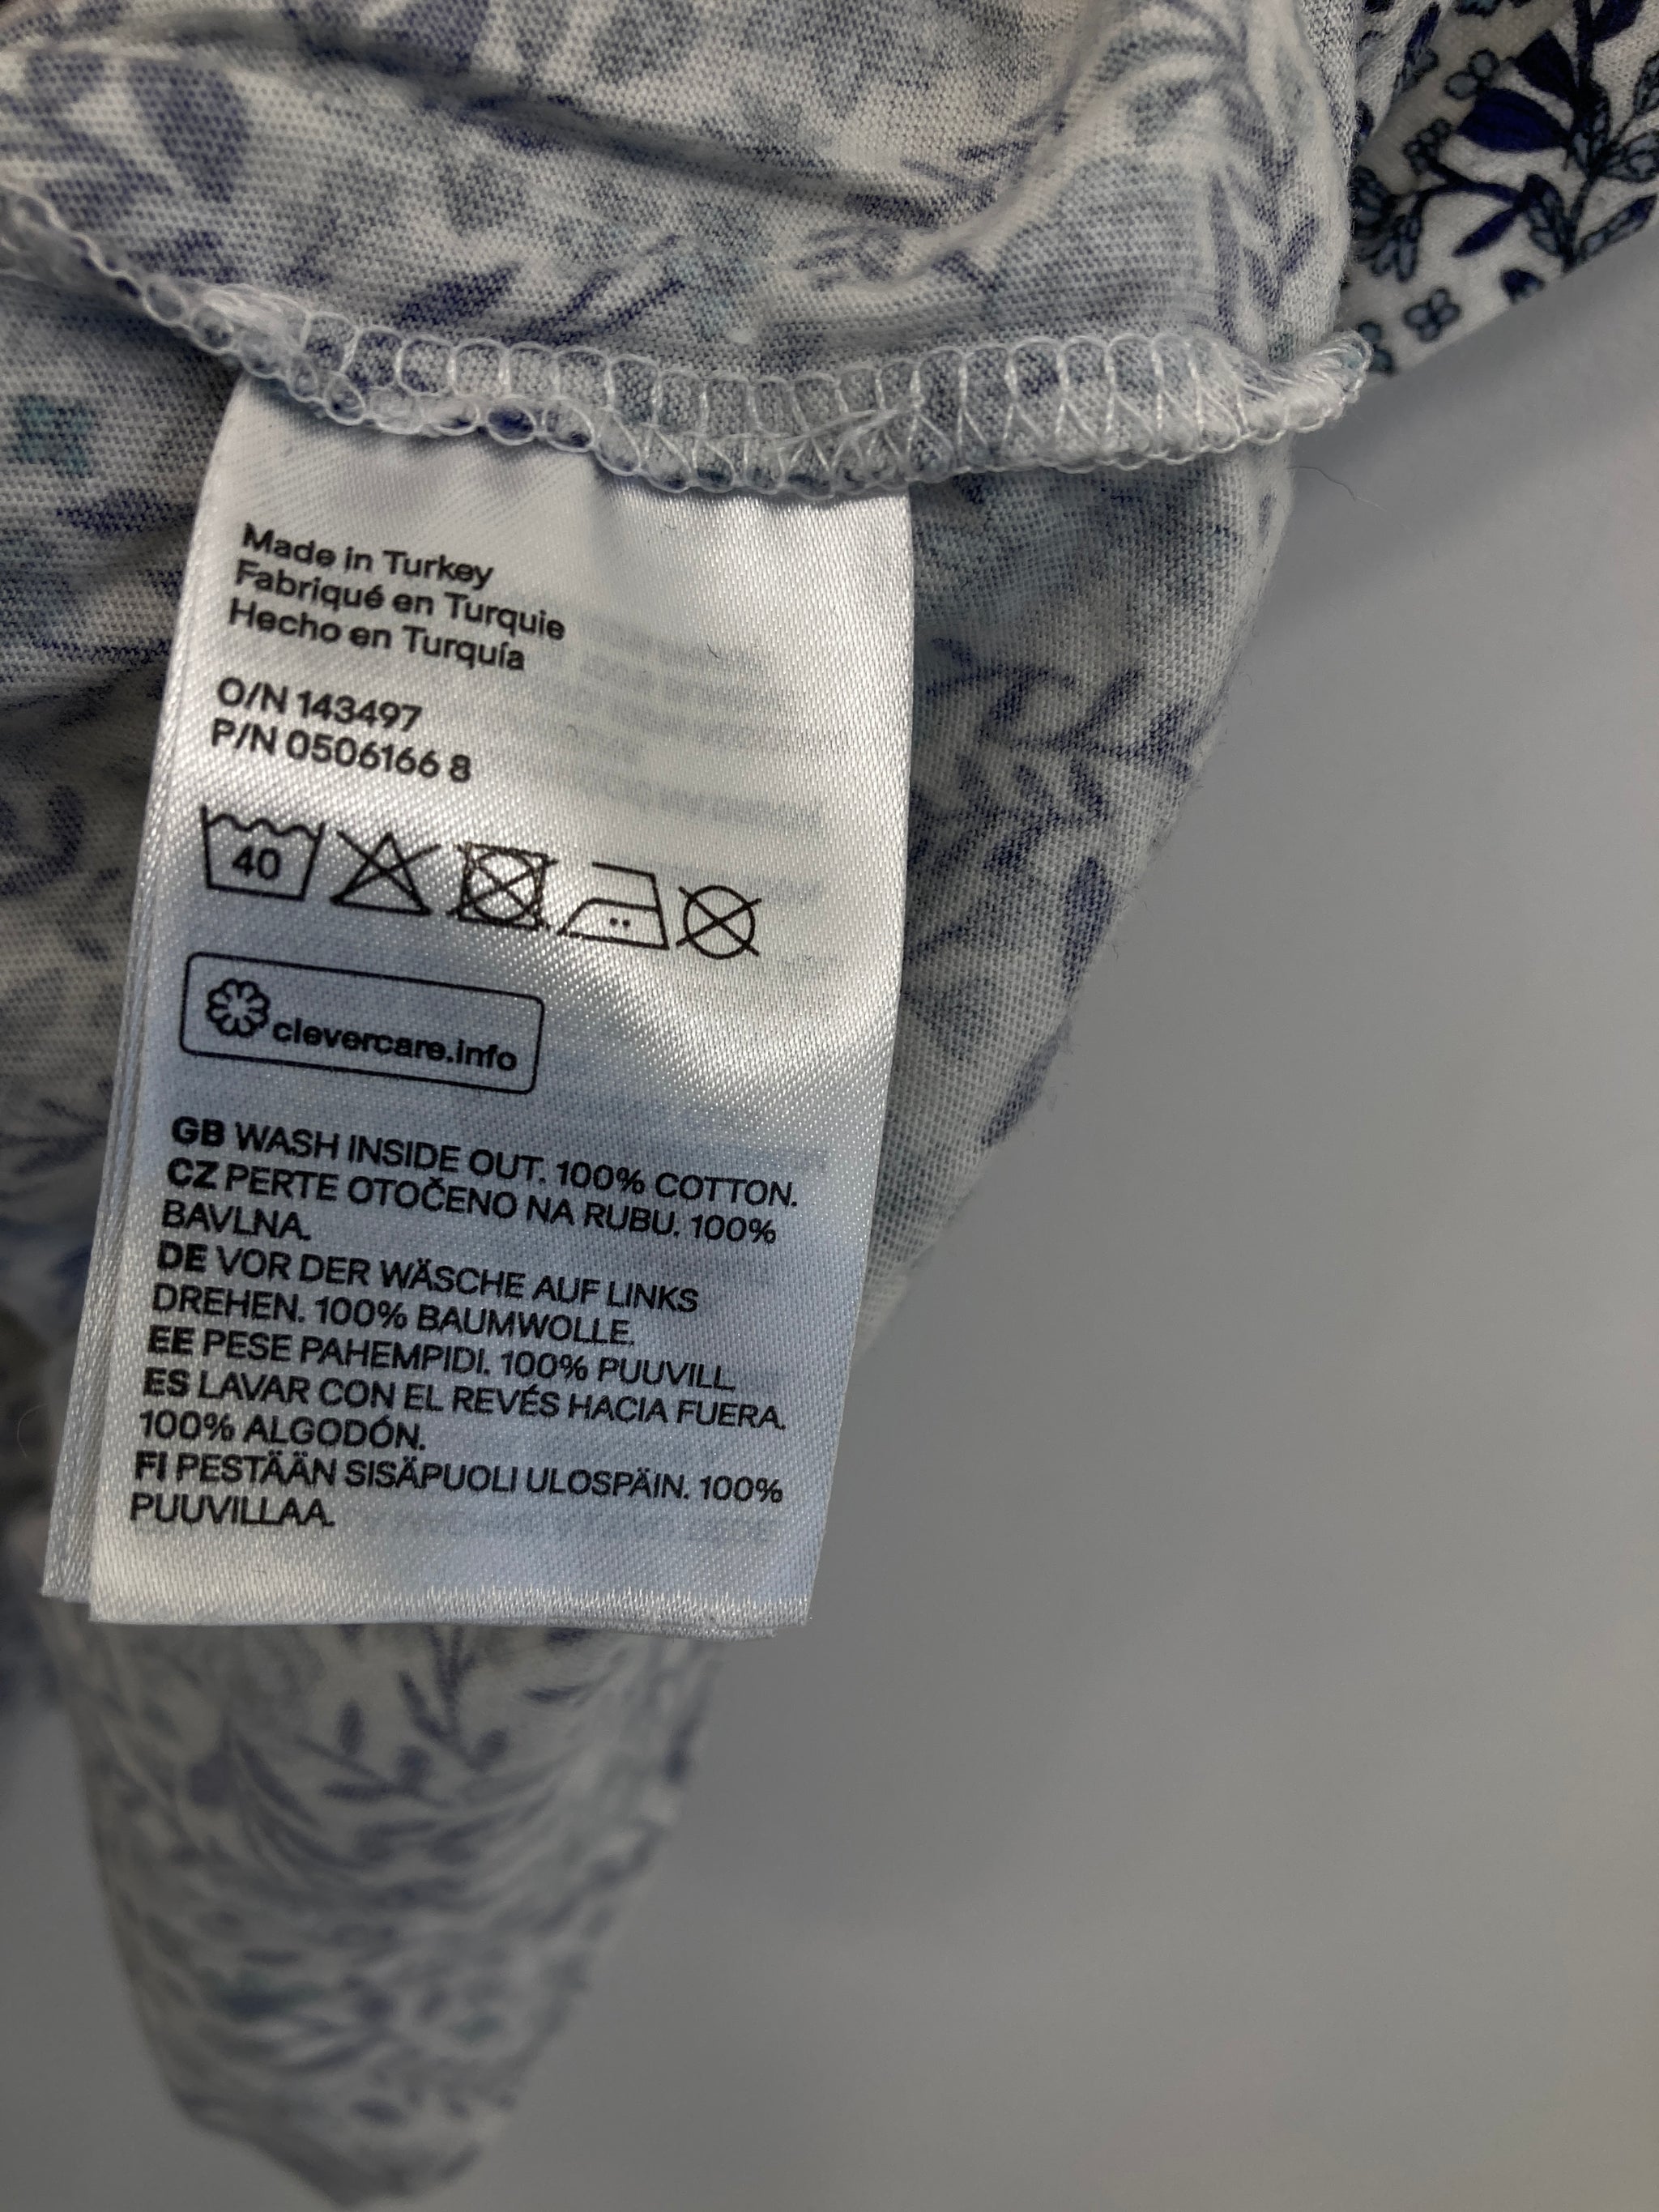 Made in Turkey
Fabriqué en Turquie
Hecho en Turquía
O/N 143497
P/N 0506166 8
40
clevercare.info
GB WASH INSIDE OUT. 100% COTTON.
CZ PERTE OTOČENO NA RUBU. 100%
BAVLNA.
DE VOR DER WÄSCHE AUF LINKS
DREHEN. 100% BAUMWOLLE.
EE PESE PAHEMPIDI. 100% PUUVILL.
ES LAVAR CON EL REVÉS HACIA FUERA.
100% ALGODÓN.
FI PESTÄÄN SISÄPUOLI ULOSPÄIN. 100%
PUUVILLAA.